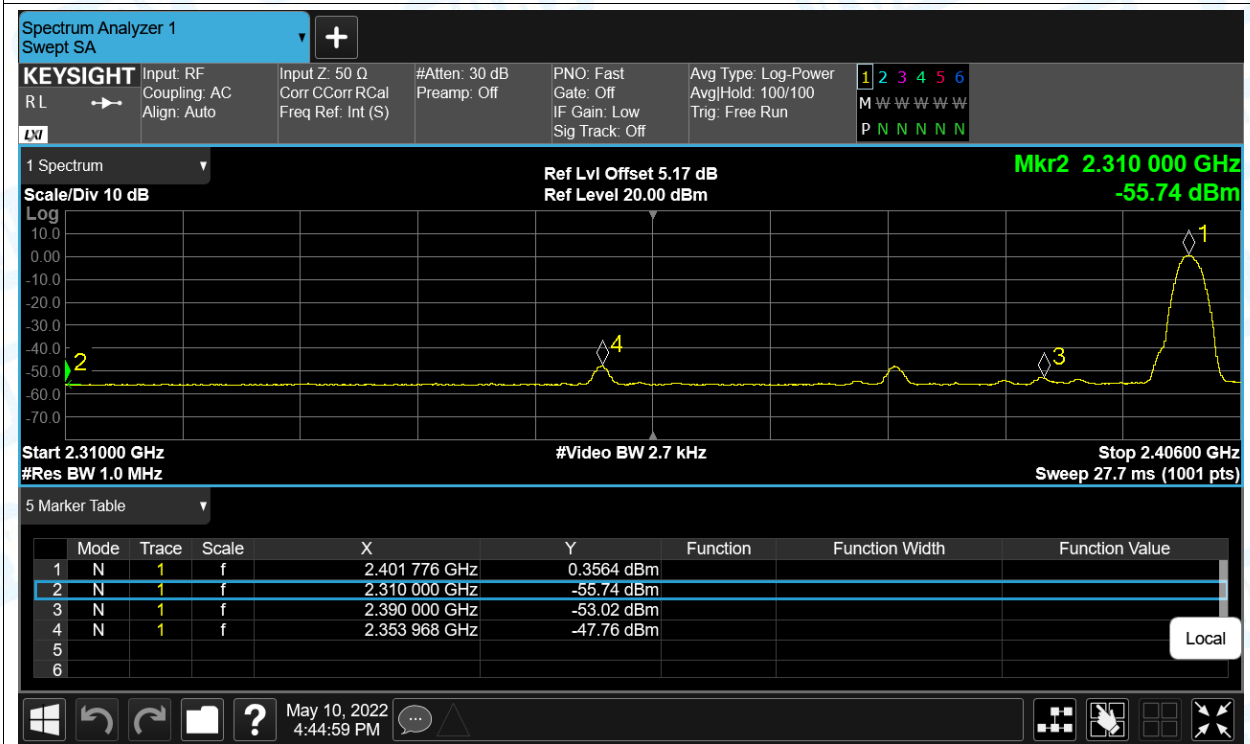 Spectrum Analyzer 1
Swept SA
KEYSIGHT Input: RF Input Z: 50 Ω #Atten: 30 dB PNO: Fast Avg Type: Log-Power 1 2 3 4 5 6
R L Coupling: AC Corr CCorr RCal Preamp: Off Gate: Off Avg|Hold: 100/100 M W W W W W
Align: Auto Freq Ref: Int (S) IF Gain: Low Trig: Free Run
LXI Sig Track: Off P N N N N N
1 Spectrum Ref Lvl Offset 5.17 dB Mkr2 2.310 000 GHz
Scale/Div 10 dB Ref Level 20.00 dBm -55.74 dBm
Log
10.0
1
0.00
-10.0
-20.0
-30.0
-40.0
4
2
3
-50.0
-60.0
-70.0
Start 2.31000 GHz #Video BW 2.7 kHz Stop 2.40600 GHz
#Res BW 1.0 MHz Sweep 27.7 ms (1001 pts)
5 Marker Table
Mode Trace Scale X Y Function Function Width Function Value
1 N 1 f 2.401 776 GHz 0.3564 dBm
2 N 1 f 2.310 000 GHz -55.74 dBm
3 N 1 f 2.390 000 GHz -53.02 dBm
4 N 1 f 2.353 968 GHz -47.76 dBm
5
6
Local
? May 10, 2022
4:44:59 PM